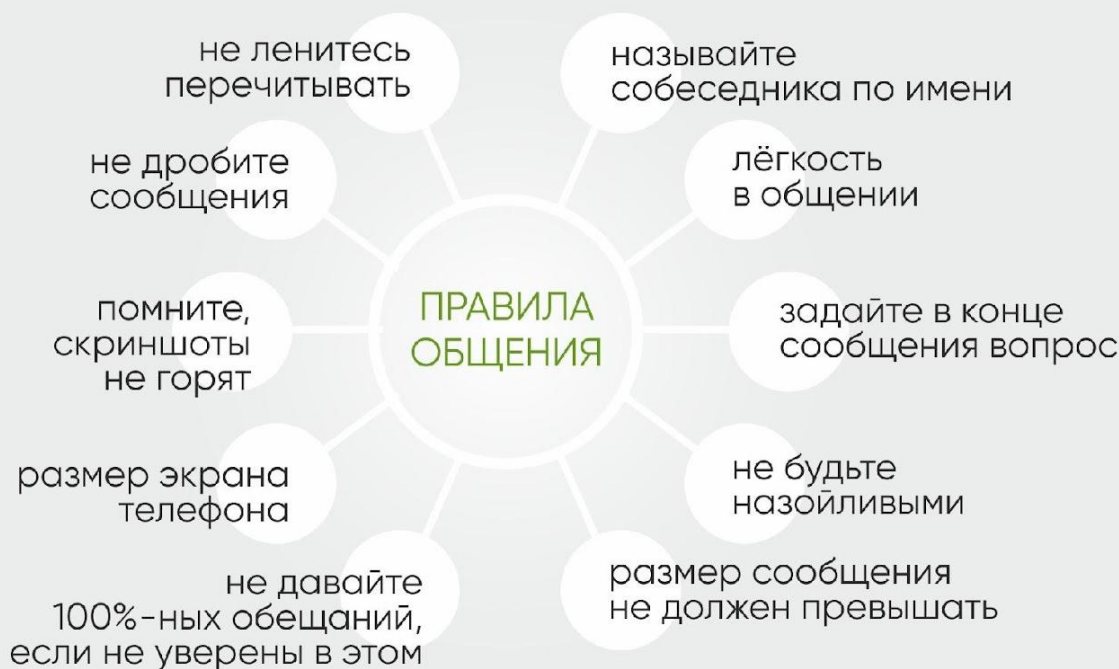 ПРАВИЛА
ОБЩЕНИЯ
называйте
собеседника по имени
лёгкость
в общении
задайте в конце
сообщения вопрос
не будьте
назойливыми
размер сообщения
не должен превышать
размер экрана
телефона
не давайте
100%-ных обещаний,
если не уверены в этом
помните,
скриншоты
не горят
не дробите
сообщения
не ленитесь
перечитывать